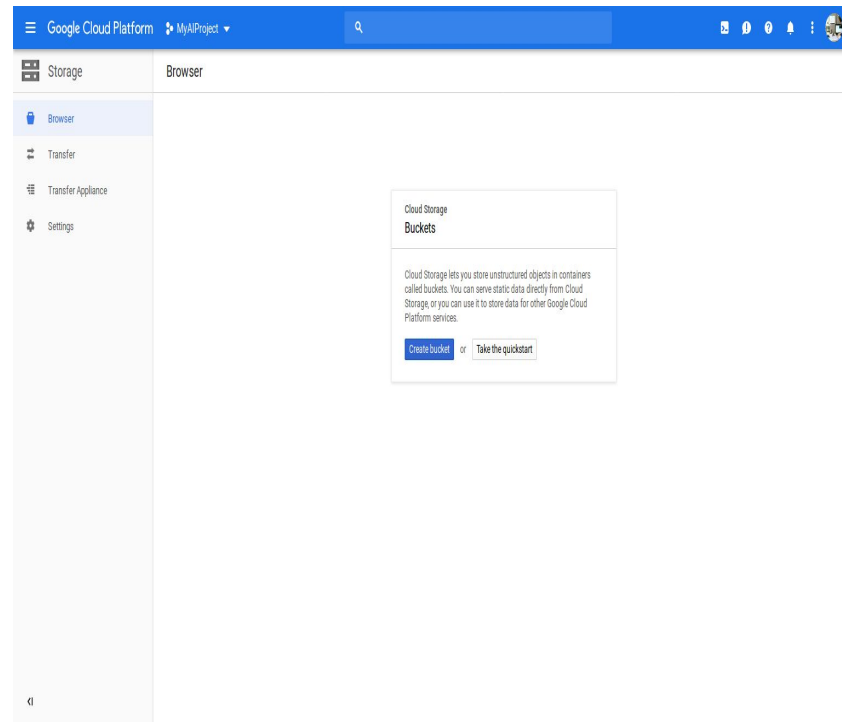 Google Cloud Platform MyAIProject
Storage Browser
Browser
Transfer
Transfer Appliance
Settings
Cloud Storage
Buckets
Cloud Storage lets you store unstructured objects in containers
called buckets. You can serve static data directly from Cloud
Storage, or you can use it to store data for other Google Cloud
Platform services.
Create bucket or Take the quickstart